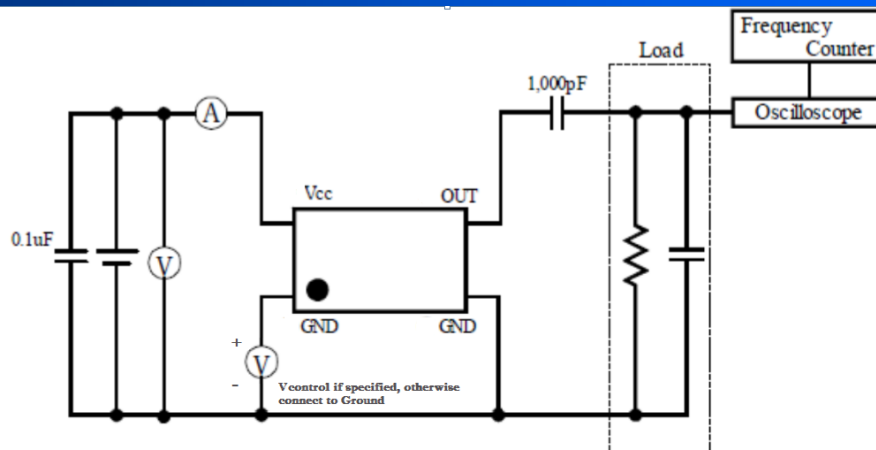 Frequency
Counter
Load
1,000pF
Oscilloscope
A
Vcc
OUT
0.1uF
V
GND
GND
+
V
-
Vcontrol if specified, otherwise
connect to Ground